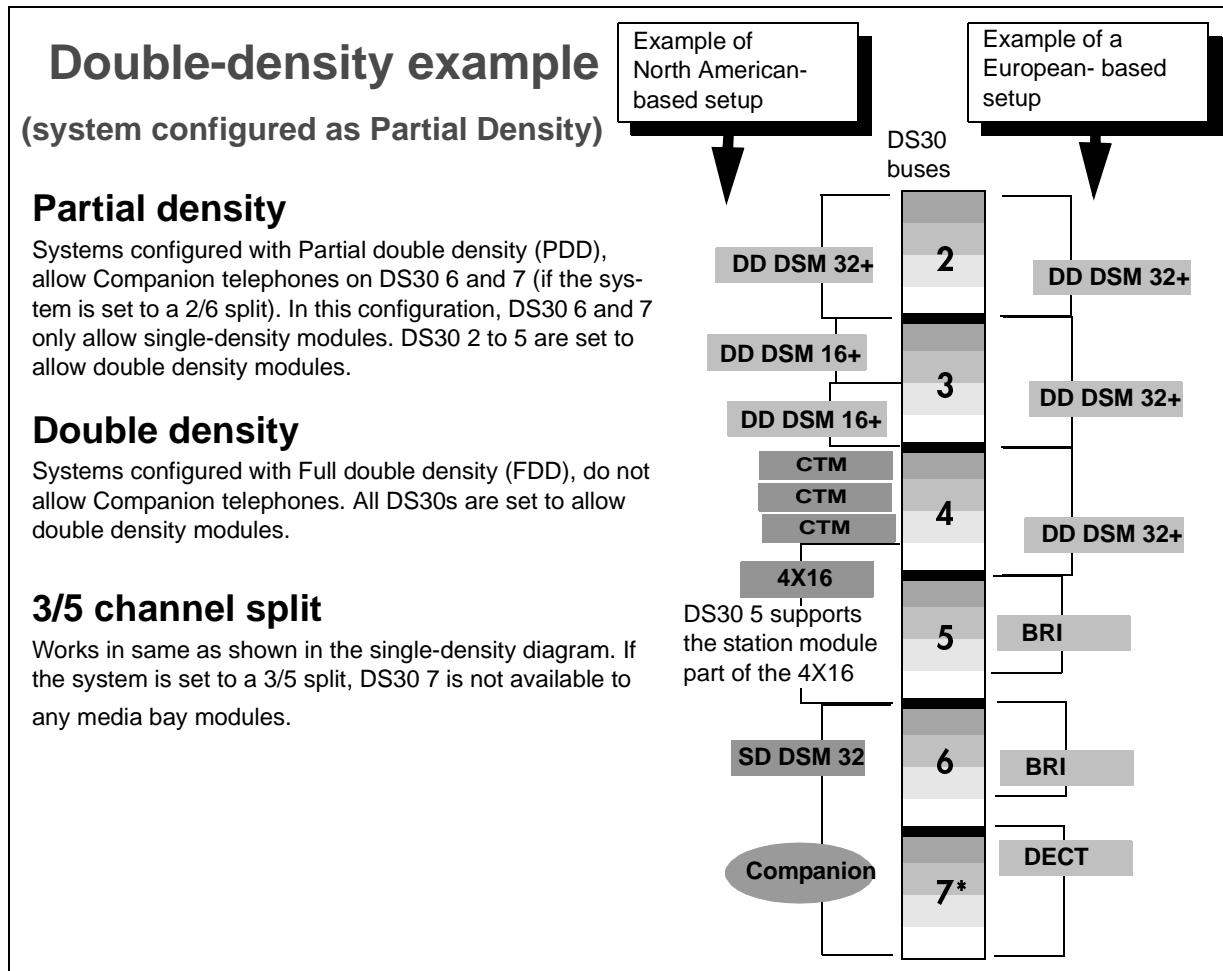 Double-density example
(system configured as Partial Density)
Partial density
Systems configured with Partial double density (PDD),
allow Companion telephones on DS30 6 and 7 (if the sys-
tem is set to a 2/6 split). In this configuration, DS30 6 and 7
only allow single-density modules. DS30 2 to 5 are set to
allow double density modules.
Double density
Systems configured with Full double density (FDD), do not
allow Companion telephones. All DS30s are set to allow
double density modules.
3/5 channel split
Works in same as shown in the single-density diagram. If
the system is set to a 3/5 split, DS30 7 is not available to
any media bay modules.
Example of
North American-
based setup
Example of a
European- based
setup
DS30
buses
DD DSM 32+
2
DD DSM 32+
DD DSM 16+
3
DD DSM 32+
DD DSM 16+
CTM
CTM
CTM
4
DD DSM 32+
4X16
DS30 5 supports
the station module
part of the 4X16
5
BRI
SD DSM 32
6
BRI
Companion
7*
DECT